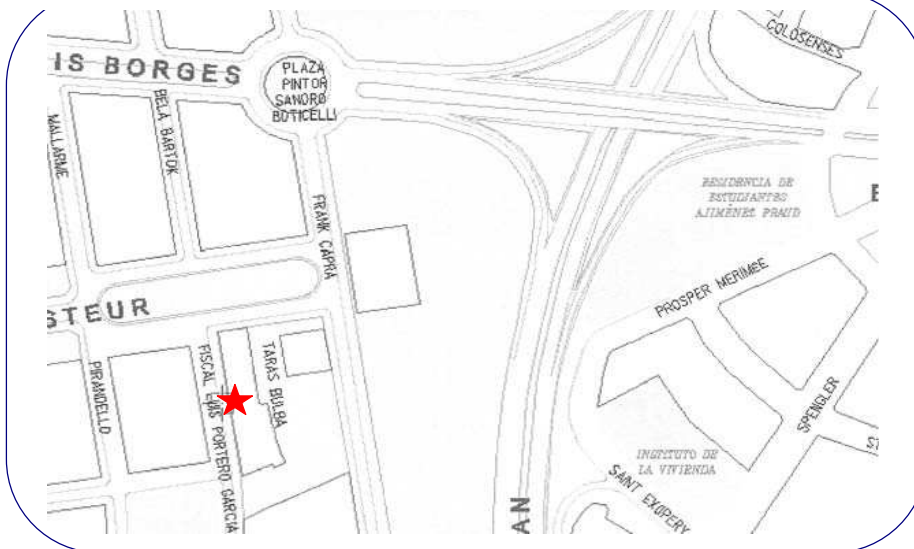 COLOSENSES
IS BORGES
PLAZA
PINTOR
SANDRO
BOTICELLI
BELA BARTOK
MALLARME
RESIDENCIA DE
ESTUDIANTES
FRANK CAPRA
PROSPER MERIMEE
STEUR
TARAS BULBA
FISCAL LUIS PORTERO GARCIA
PIRANDELLO
SPENGLER
INSTITUTO DE
LA VIVIENDA
SAINT EXOPERY
AN